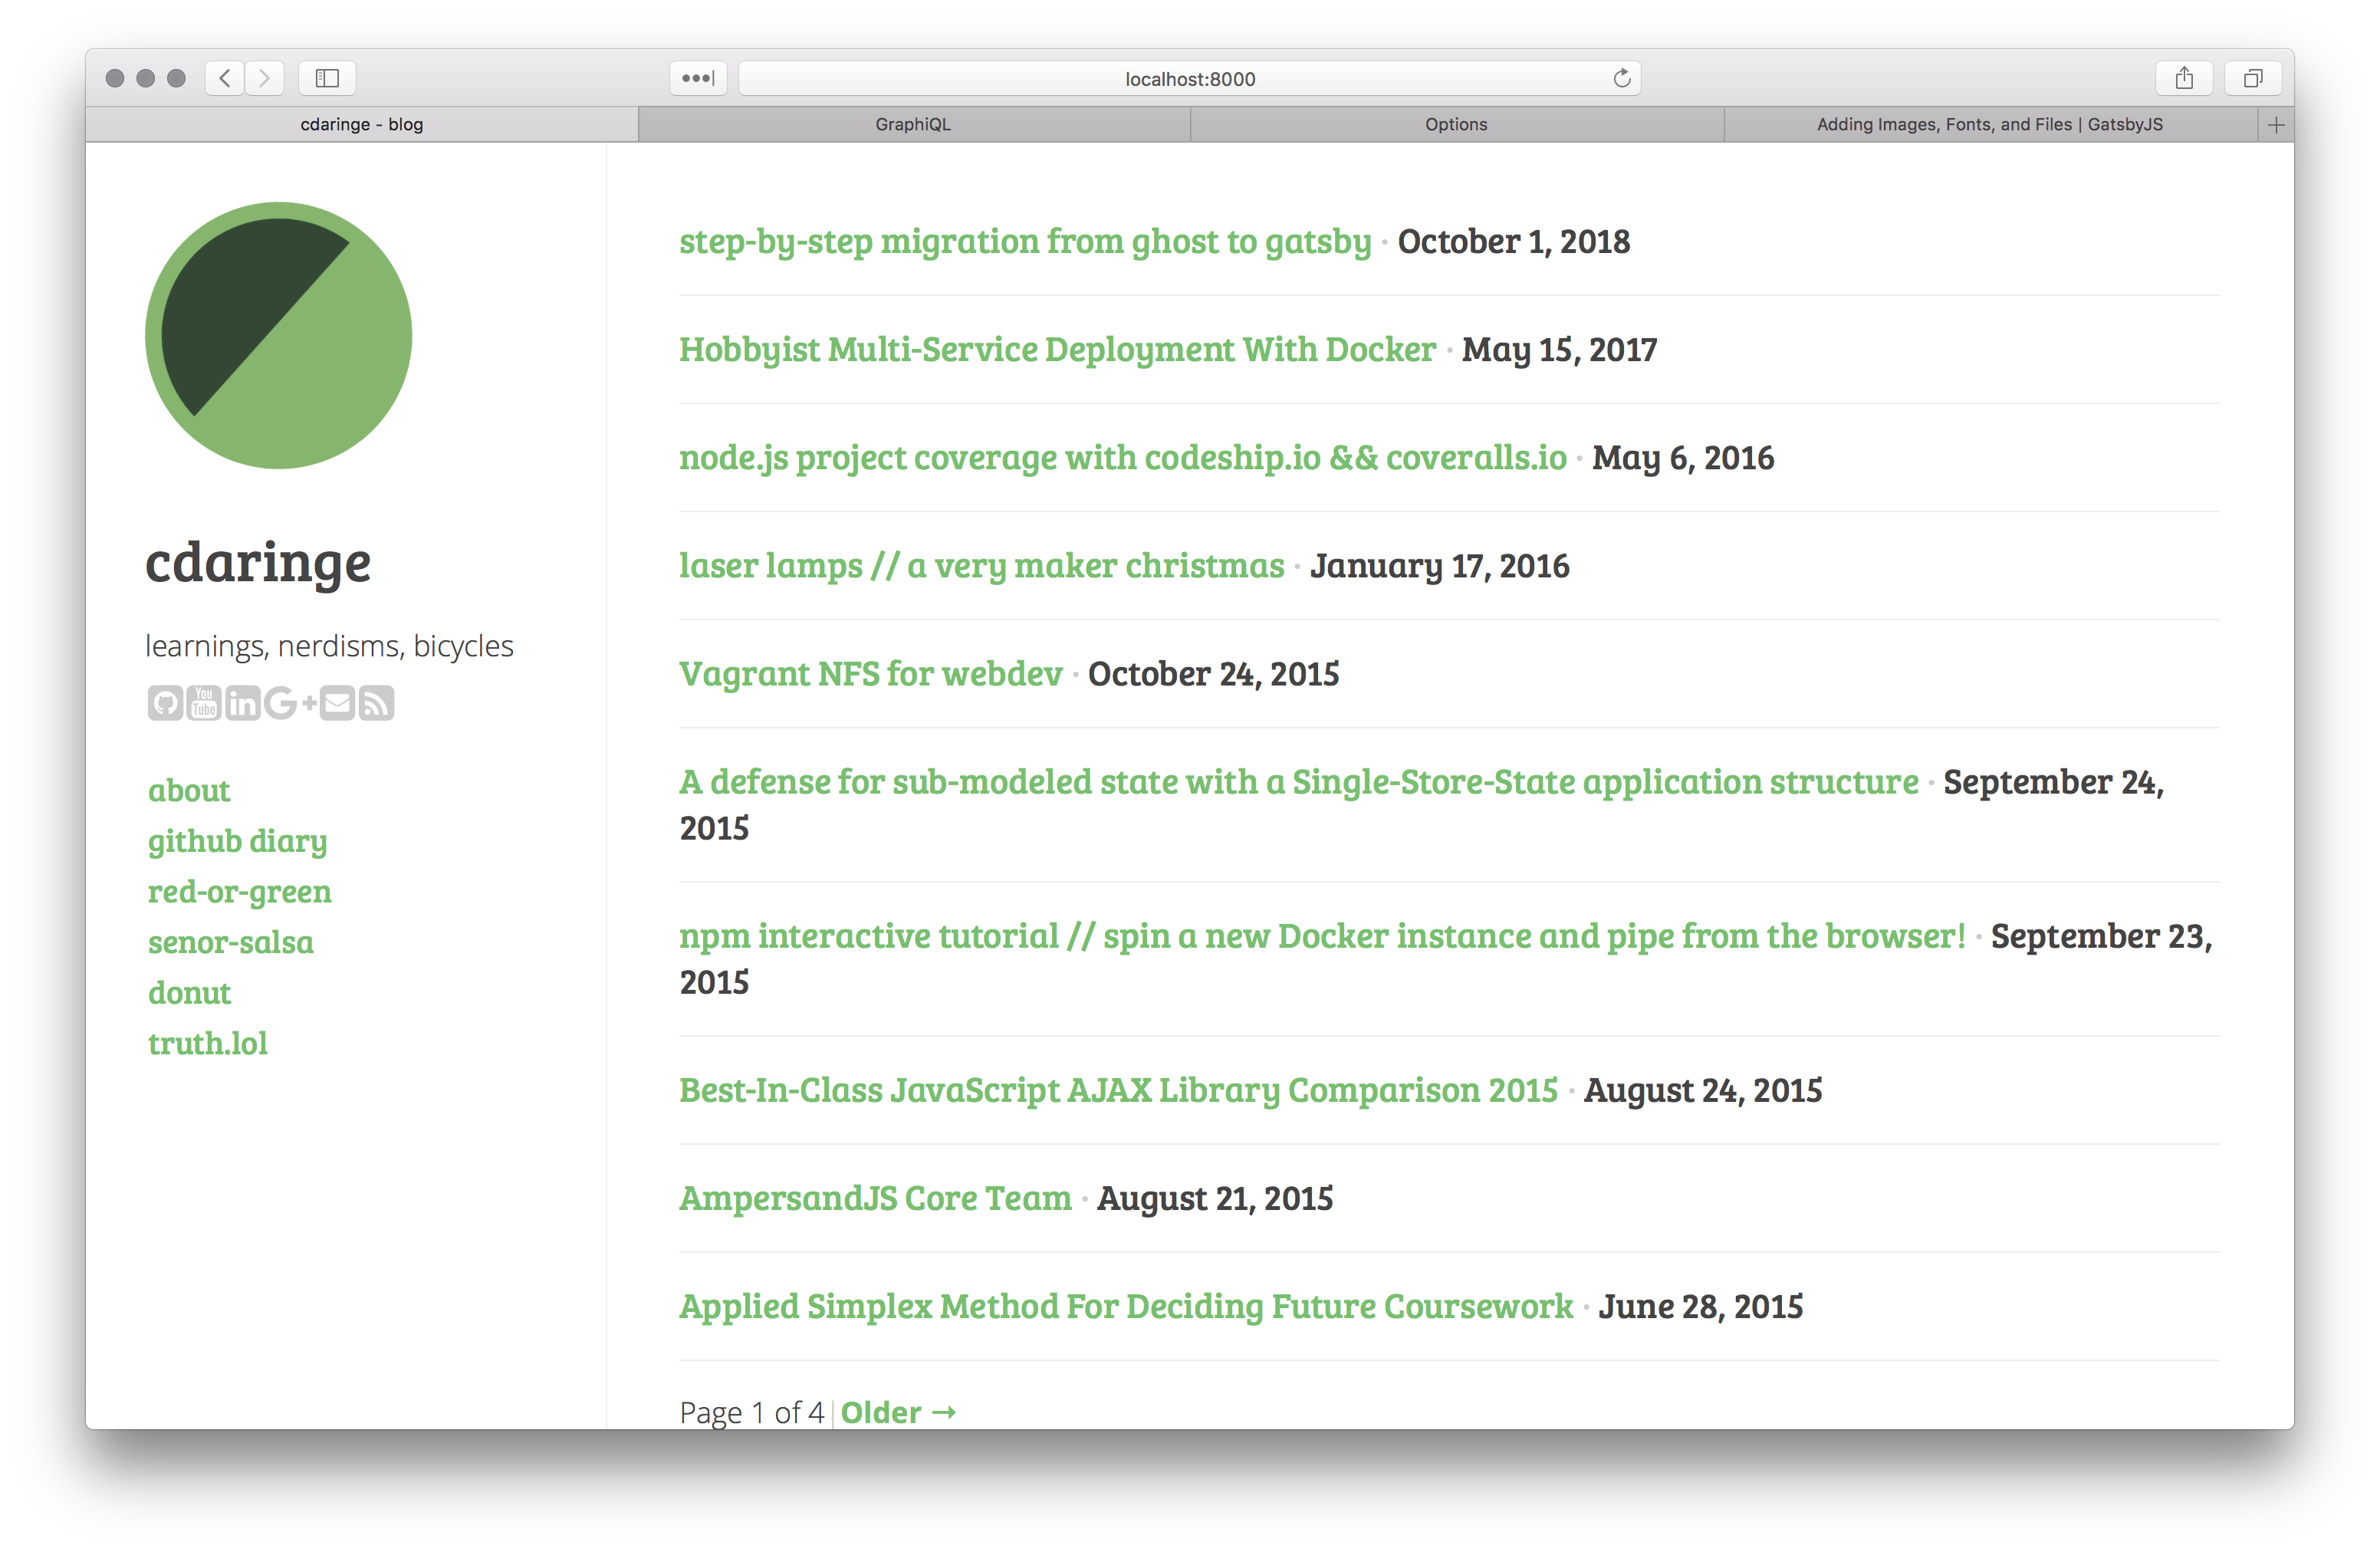 localhost:8000
cdaringe - blog
GraphiQL
Options
Adding Images, Fonts, and Files | GatsbyJS
cdaringe
learnings, nerdisms, bicycles
You Tube in G+
about
github diary
red-or-green
senor-salsa
donut
truth.lol
step-by-step migration from ghost to gatsby · October 1, 2018
Hobbyist Multi-Service Deployment With Docker · May 15, 2017
node.js project coverage with codeship.io && coveralls.io · May 6, 2016
laser lamps // a very maker christmas · January 17, 2016
Vagrant NFS for webdev · October 24, 2015
A defense for sub-modeled state with a Single-Store-State application structure · September 24,
2015
npm interactive tutorial // spin a new Docker instance and pipe from the browser! · September 23,
2015
Best-In-Class JavaScript AJAX Library Comparison 2015 · August 24, 2015
AmpersandJS Core Team · August 21, 2015
Applied Simplex Method For Deciding Future Coursework · June 28, 2015
Page 1 of 4 | Older →